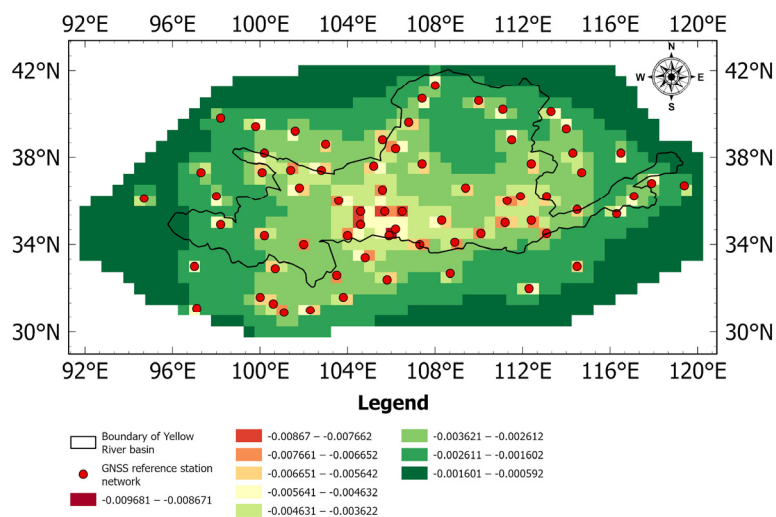 92°E 96°E 100°E 104°E 108°E 112°E 116°E 120°E
N
W E
S
42°N 42°N
38°N 38°N
34°N 34°N
30°N 30°N
92°E 96°E 100°E 104°E 108°E 112°E 116°E 120°E
Legend
Boundary of Yellow
River basin
GNSS reference station
network
-0.009681 – -0.008671
-0.00867 – -0.007662
-0.007661 – -0.006652
-0.006651 – -0.005642
-0.005641 – -0.004632
-0.004631 – -0.003622
-0.003621 – -0.002612
-0.002611 – -0.001602
-0.001601 – -0.000592